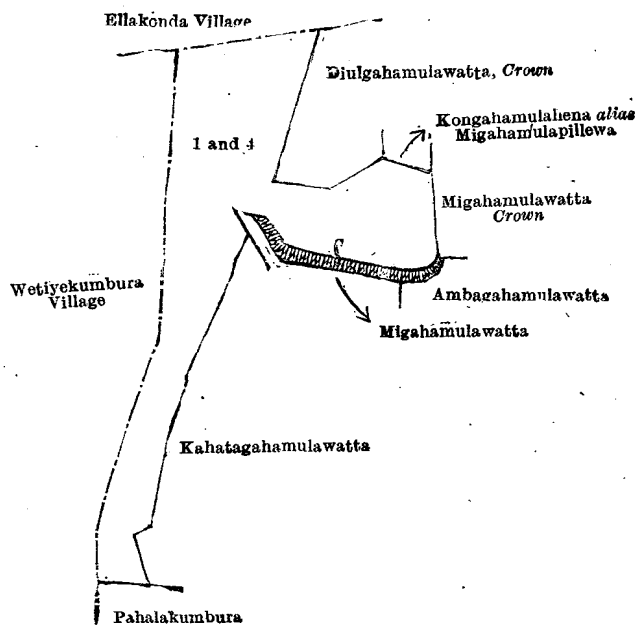 Ellakonda Village
Diulgahamulawatta, Crown
Kongahamulahena alias
Migahamulapillewa
1 and 4
Migahamulawatta
Crown
Wetiyekumbura
Village
Ambagahamulawatta
Migahamulawatta
Kahatagahamulawatta
Pahalakumbura